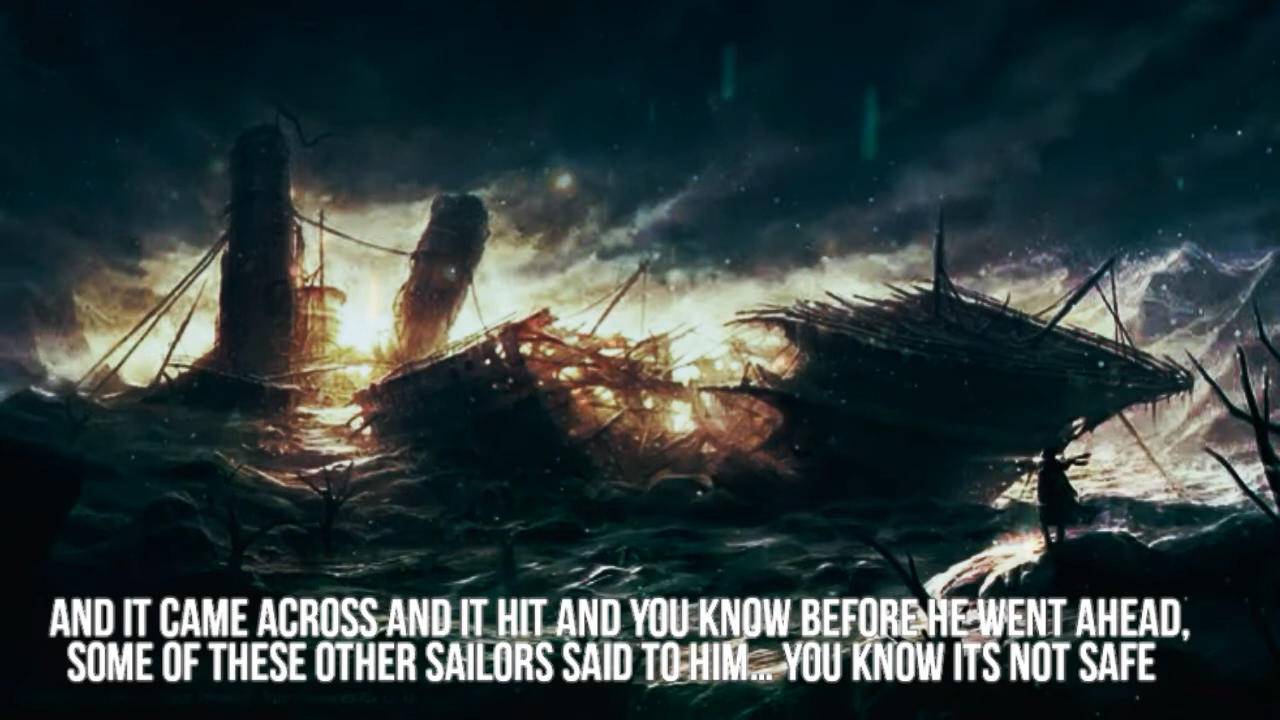 AND IT CAME ACROSS AND IT HIT AND YOU KNOW BEFORE HE WENT AHEAD,
SOME OF THESE OTHER SAILORS SAID TO HIM... YOU KNOW ITS NOT SAFE